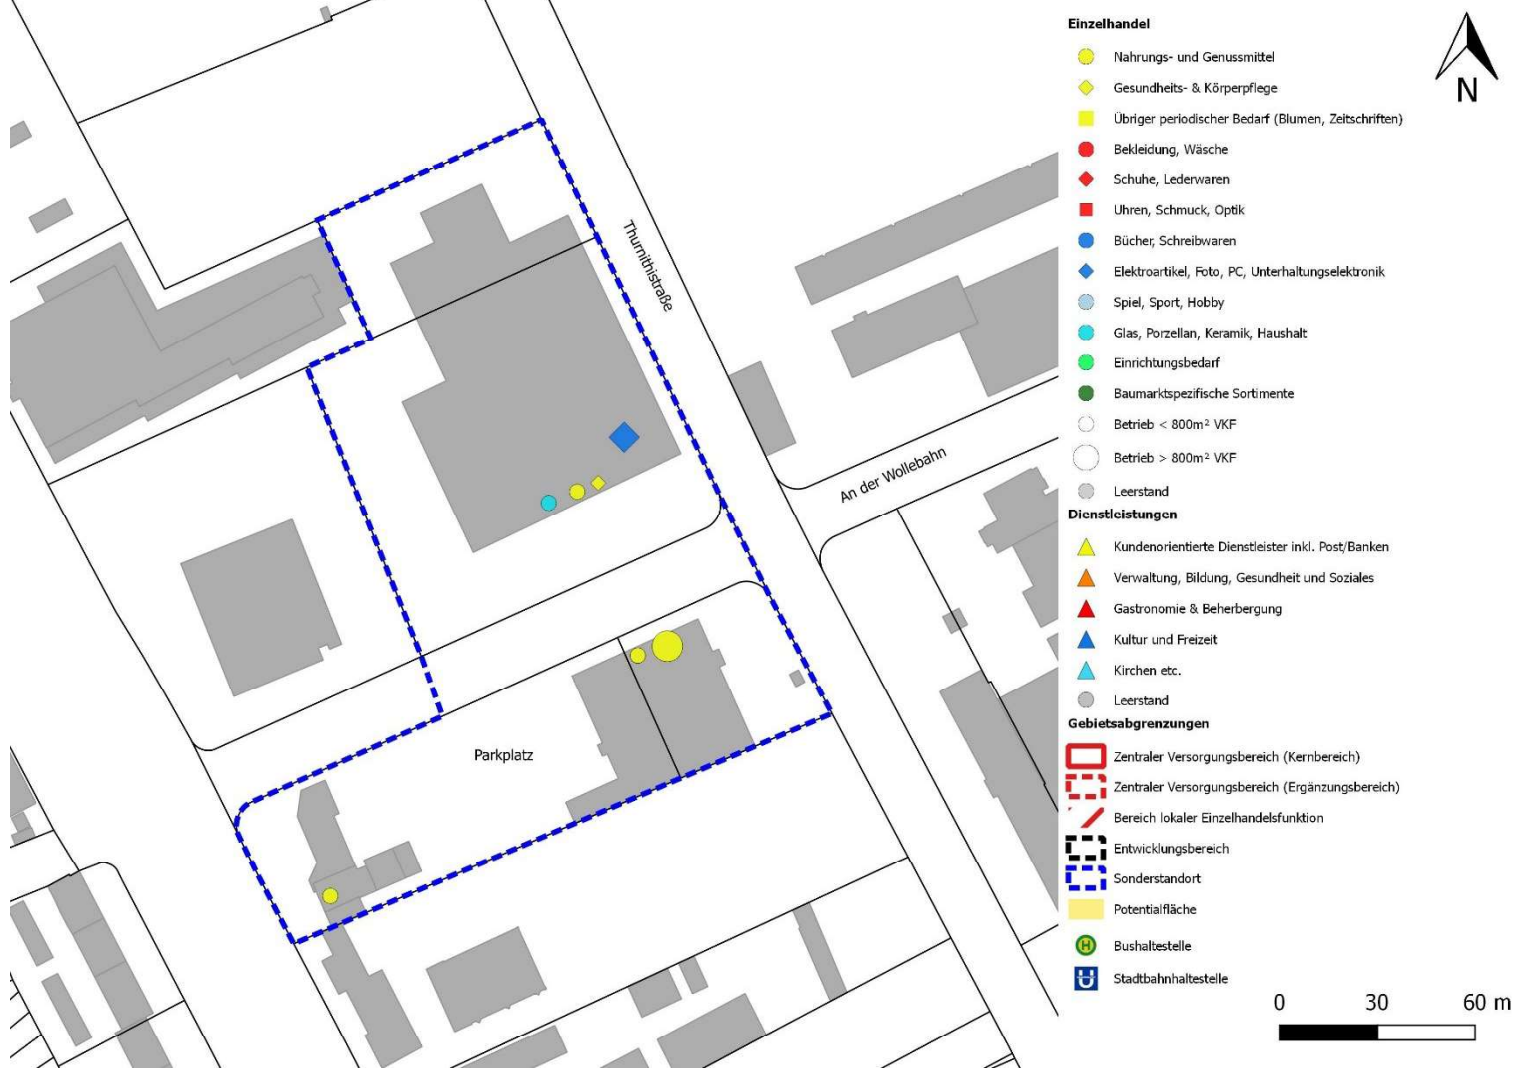 Thurnithistraße
An der Wollebahn
Parkplatz
Einzelhandel
Nahrungs- und Genussmittel
Gesundheits- & Körperpflege
Übriger periodischer Bedarf (Blumen, Zeitschriften)
Bekleidung, Wäsche
Schuhe, Lederwaren
Uhren, Schmuck, Optik
Bücher, Schreibwaren
Elektroartikel, Foto, PC, Unterhaltungselektronik
Spiel, Sport, Hobby
Glas, Porzellan, Keramik, Haushalt
Einrichtungsbedarf
Baumarktspezifische Sortimente
Betrieb < 800m² VKF
Betrieb > 800m² VKF
Leerstand
Dienstleistungen
Kundenorientierte Dienstleister inkl. Post/Banken
Verwaltung, Bildung, Gesundheit und Soziales
Gastronomie & Beherbergung
Kultur und Freizeit
Kirchen etc.
Leerstand
Gebietsabgrenzungen
Zentraler Versorgungsbereich (Kernbereich)
Zentraler Versorgungsbereich (Ergänzungsbereich)
Bereich lokaler Einzelhandelsfunktion
Entwicklungsbereich
Sonderstandort
Potentialfläche
H Bushaltestelle
U Stadtbahnhaltestelle
N
0 30 60 m